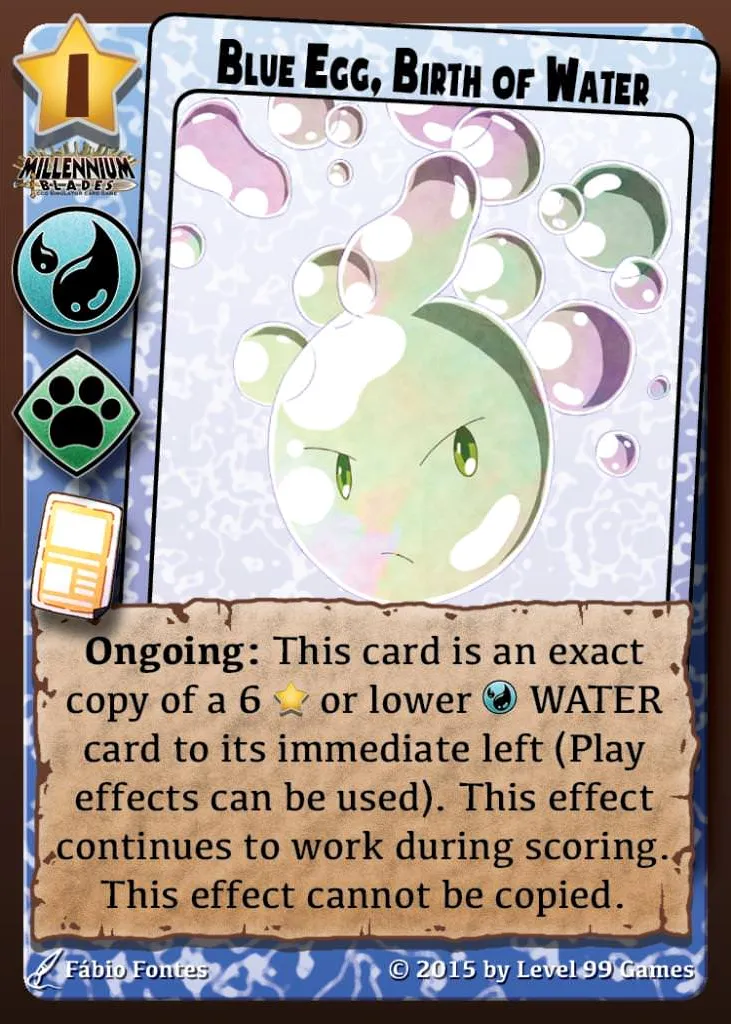 Blue Egg, Birth of Water
1
MILLENNIUM
BLADES
Ongoing: This card is an exact
copy of a 6 or lower WATER
card to its immediate left (Play
effects can be used). This effect
continues to work during scoring.
This effect cannot be copied.
Fábio Fontes
© 2015 by Level 99 Games